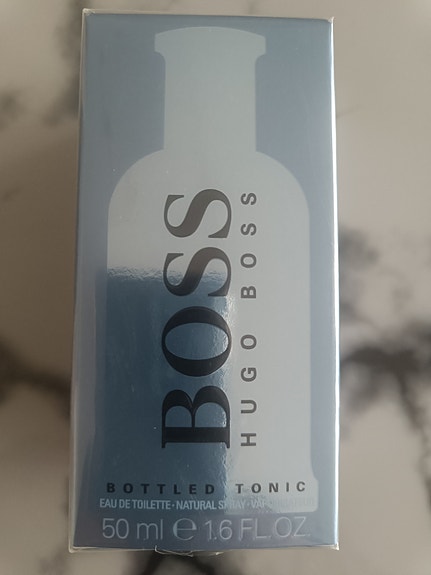 BOSS
HUGO BOSS
BOTTLED TONIC
EAU DE TOILETTE·NATURAL SPRAY·
50 ml ℮ 1.6 FL.OZ.